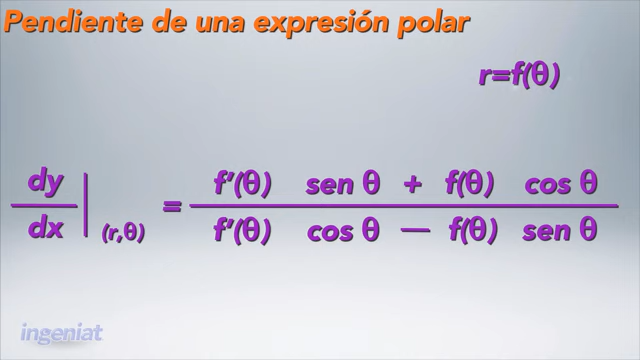 Pendiente de una expresión polar
r=f(θ)
dy/dx |(r,θ) = f'(θ) sen θ + f(θ) cos θ / f'(θ) cos θ — f(θ) sen θ
ingeniat